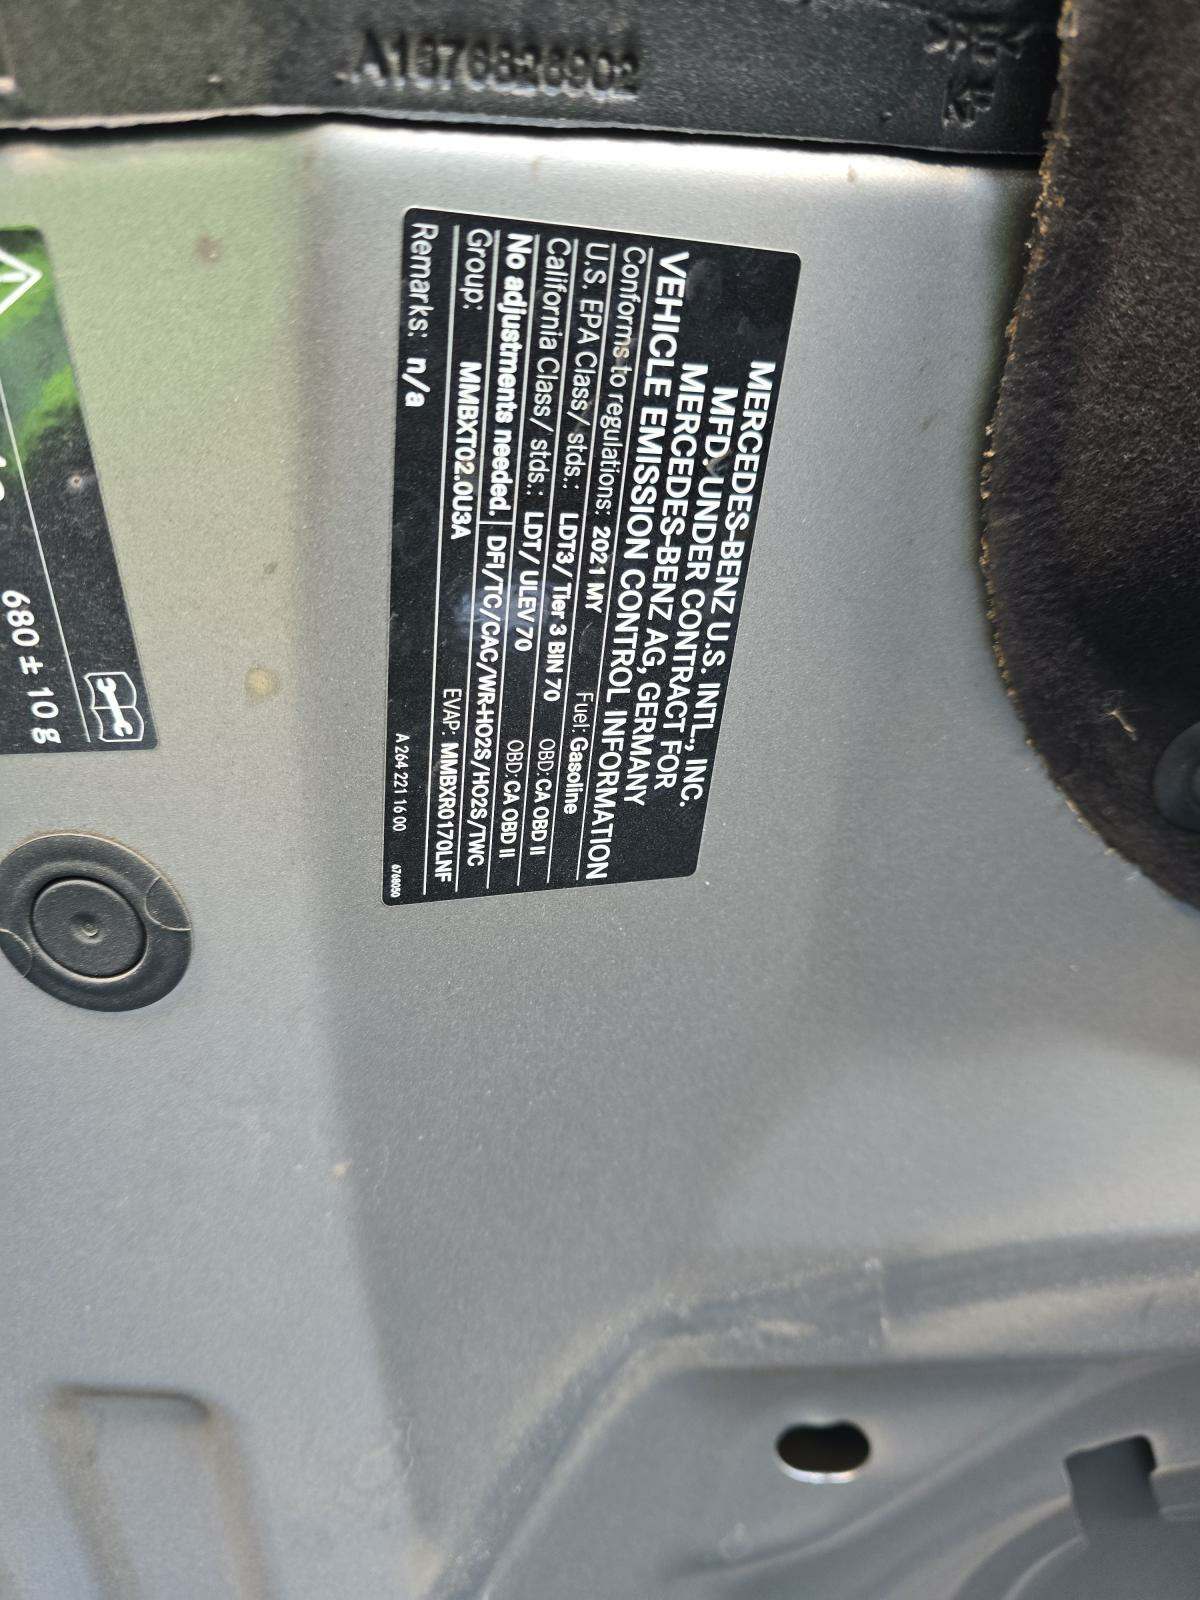 A1676828902
MERCEDES-BENZ U.S. INTL., INC.
MFD. UNDER CONTRACT FOR
MERCEDES-BENZ AG, GERMANY
VEHICLE EMISSION CONTROL INFORMATION
Conforms to regulations: 2021 MY Fuel: Gasoline
U.S. EPA Class/ stds.: LDT3/ Tier 3 BIN 70 OBD: CA OBD II
California Class/ stds.: LDT/ ULEV 70 OBD: CA OBD II
No adjustments needed. DFI/TC/CAC/WR-HO2S/HO2S/TWC
Group: MMBXT02.0U3A EVAP: MMBXR0170LNF
Remarks: n/a A 264 221 16 00 6768050
680 ± 10 g